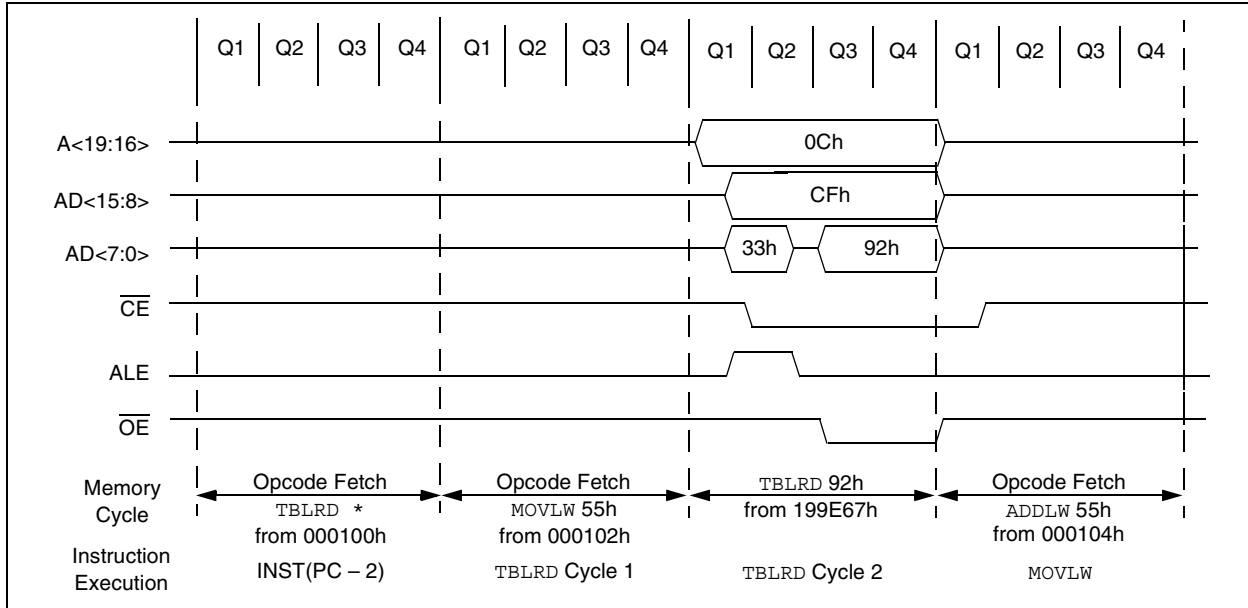 Q1 Q2 Q3 Q4 Q1 Q2 Q3 Q4 Q1 Q2 Q3 Q4 Q1 Q2 Q3 Q4
A<19:16> 0Ch
AD<15:8> CFh
AD<7:0> 33h 92h
CE
ALE
OE
Memory Cycle
Opcode Fetch
TBLRD *
from 000100h
Opcode Fetch
MOVLW 55h
from 000102h
TBLRD 92h
from 199E67h
Opcode Fetch
ADDLW 55h
from 000104h
Instruction Execution
INST(PC – 2)
TBLRD Cycle 1
TBLRD Cycle 2
MOVLW